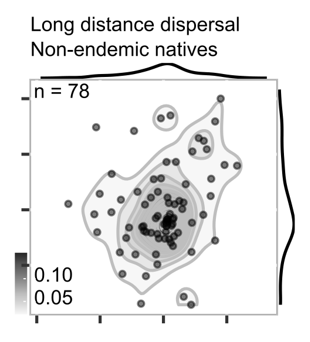 Long distance dispersal
Non-endemic natives
n = 78
0.10
0.05